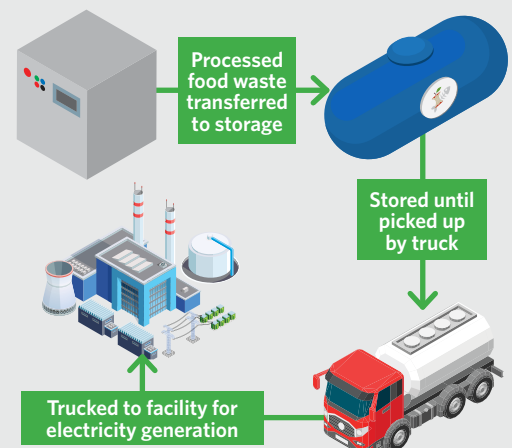 Processed
food waste
transferred
to storage
Stored until
picked up
by truck
Trucked to facility for
electricity generation